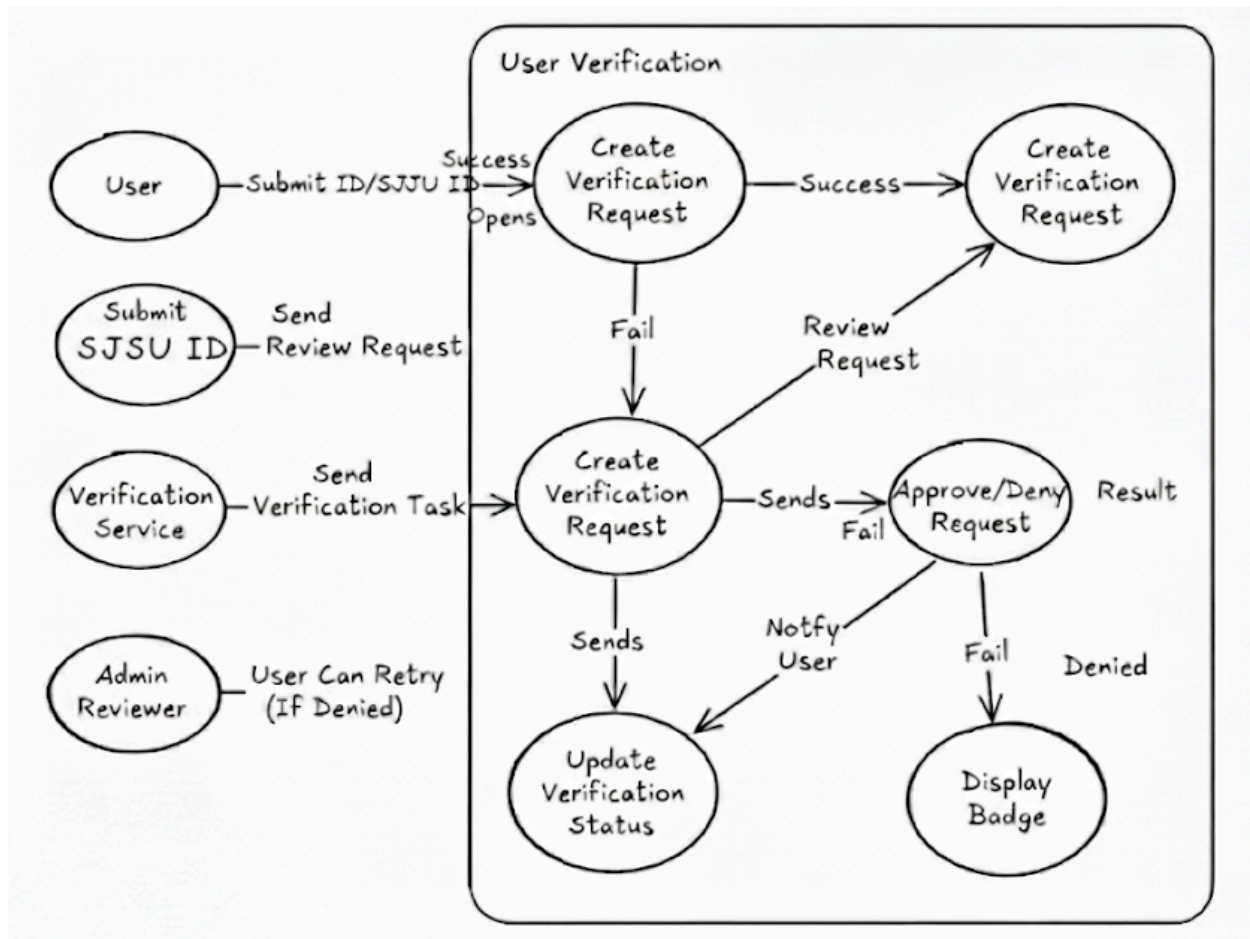 User Verification
User
Submit ID/SJJU ID
Success
Opens
Create
Verification
Request
Success
Create
Verification
Request
Submit
SJSU ID
Send
Review Request
Fail
Review
Request
Verification
Service
Send
Verification Task
Create
Verification
Request
Sends
Fail
Approve/Deny
Request
Result
Admin
Reviewer
User Can Retry
(If Denied)
Sends
Notfy
User
Fail
Denied
Update
Verification
Status
Display
Badge